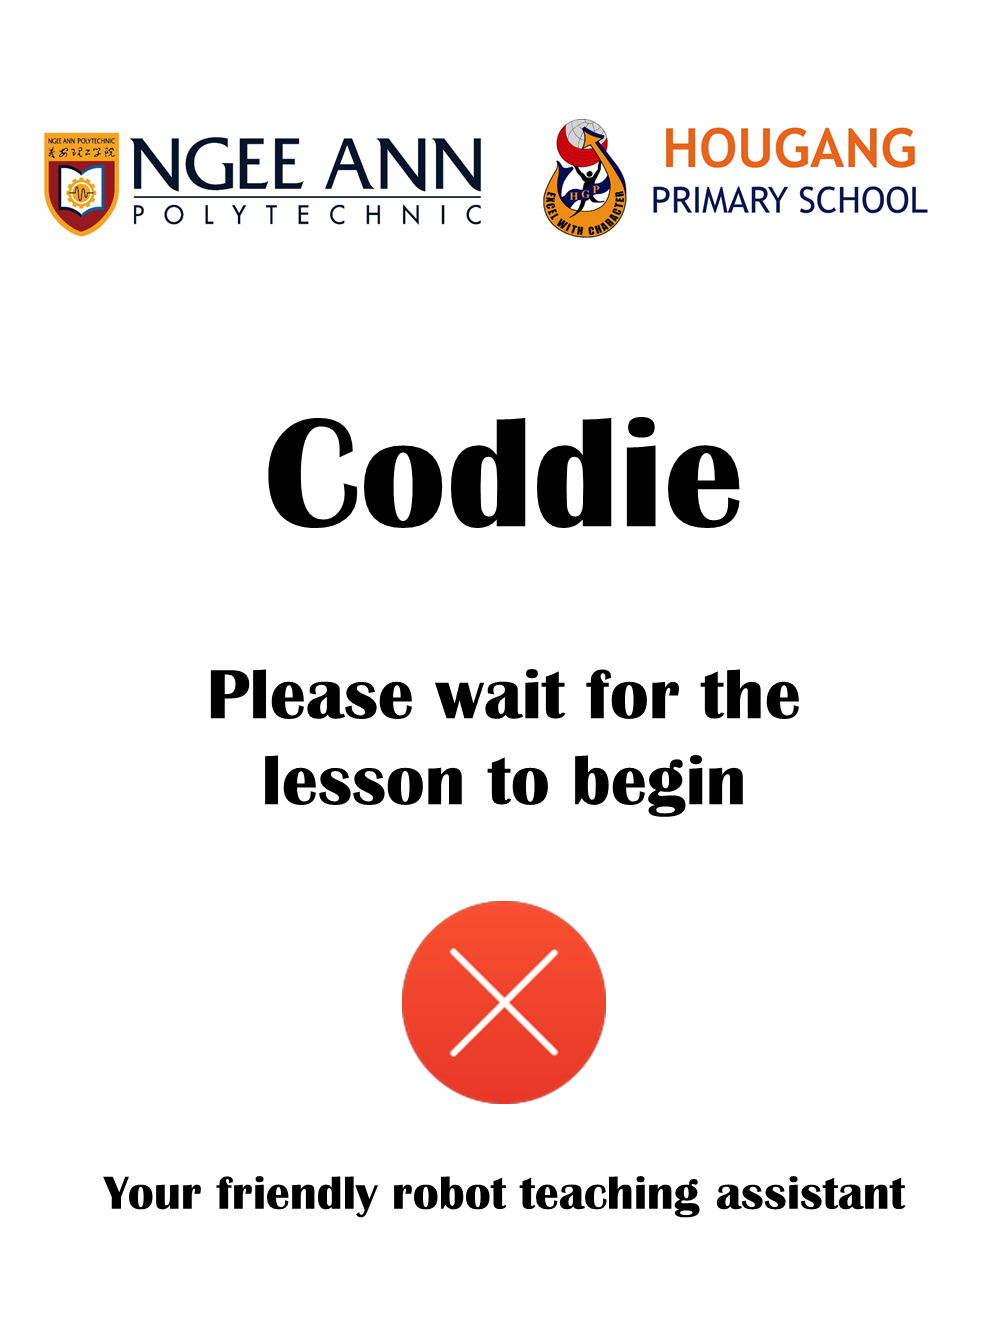 NGEE ANN POLYTECHNIC
NGEE ANN
POLYTECHNIC
HGP
EXCEL WITH CHARACTER
HOUGANG
PRIMARY SCHOOL
Coddie
Please wait for the
lesson to begin
Your friendly robot teaching assistant